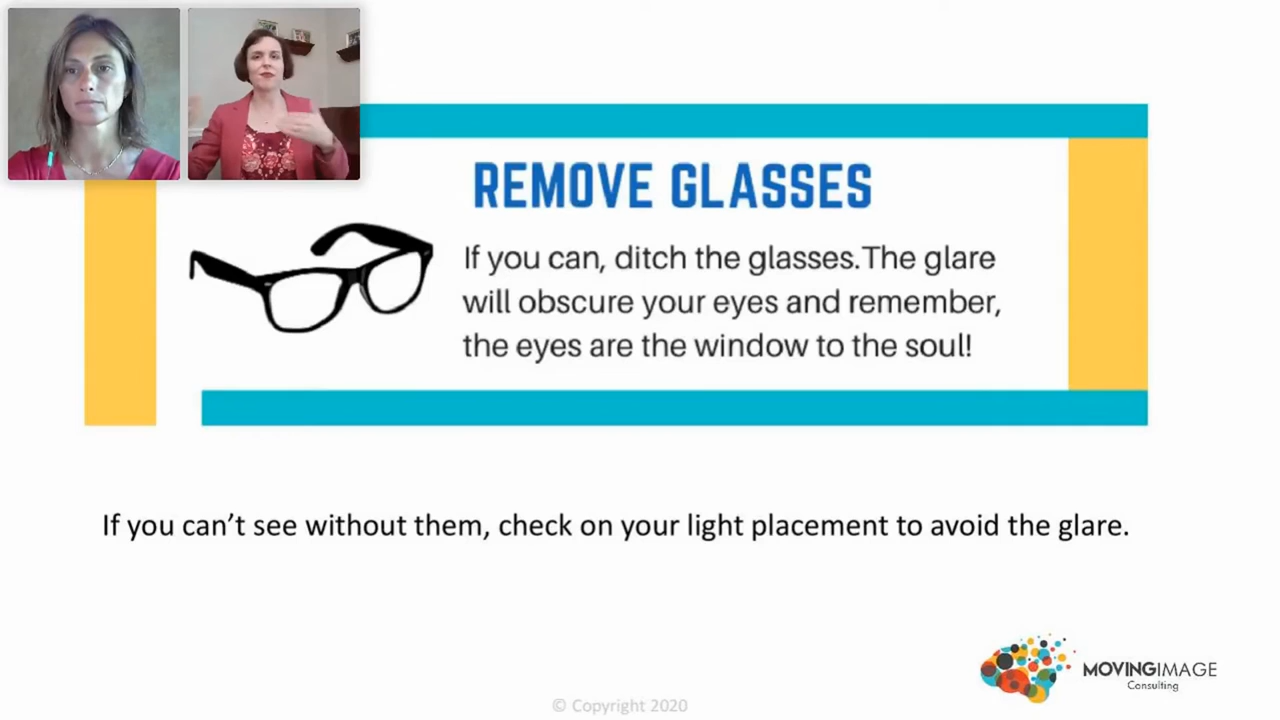 REMOVE GLASSES
If you can, ditch the glasses.The glare
will obscure your eyes and remember,
the eyes are the window to the soul!
If you can’t see without them, check on your light placement to avoid the glare.
MOVINGIMAGE
Consulting
© Copyright 2020